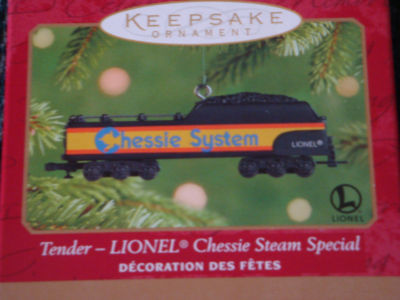 KEEPSAKE
ORNAMENT
Chessie System
LIONEL®
L
LIONEL
Tender – LIONEL® Chessie Steam Special
DÉCORATION DES FÊTES